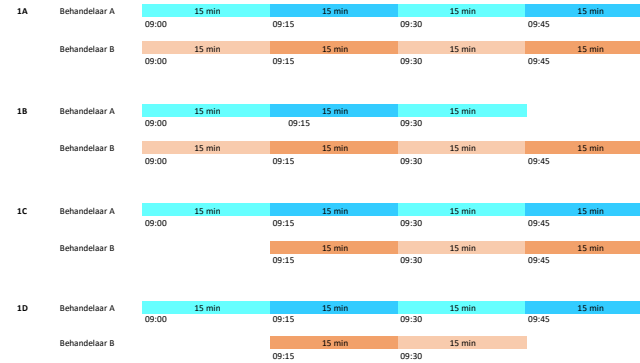 1A Behandelaar A 15 min 15 min 15 min 15 min
09:00 09:15 09:30 09:45
Behandelaar B 15 min 15 min 15 min 15 min
09:00 09:15 09:30 09:45
1B Behandelaar A 15 min 15 min 15 min
09:00 09:15 09:30
Behandelaar B 15 min 15 min 15 min 15 min
09:00 09:15 09:30 09:45
1C Behandelaar A 15 min 15 min 15 min 15 min
09:00 09:15 09:30 09:45
Behandelaar B 15 min 15 min 15 min
09:15 09:30 09:45
1D Behandelaar A 15 min 15 min 15 min 15 min
09:00 09:15 09:30 09:45
Behandelaar B 15 min 15 min
09:15 09:30